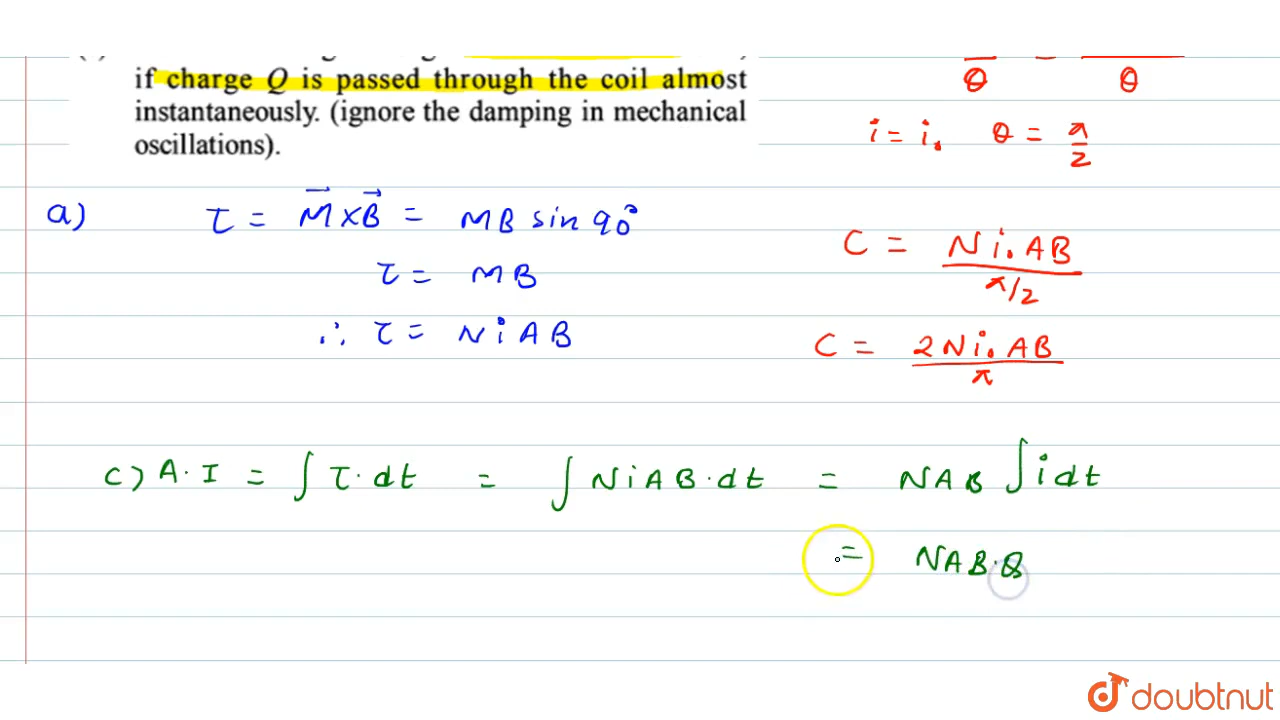 if charge Q is passed through the coil almost
instantaneously. (ignore the damping in mechanical
oscillations).
θ = θ
i = i₀ θ = π/2
a) τ = M⃗ × B⃗ = MB sin 90°
τ = MB
∴ τ = NiAB
C = Ni₀AB / π/2
C = 2Ni₀AB / π
c) A·I = ∫ τ·dt = ∫ NiAB·dt = NAB ∫ i dt
= NAB·Q
doubtnut